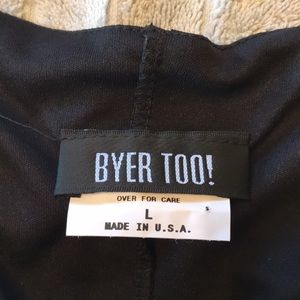 BYER TOO!
OVER FOR CARE
L
MADE IN U.S.A.